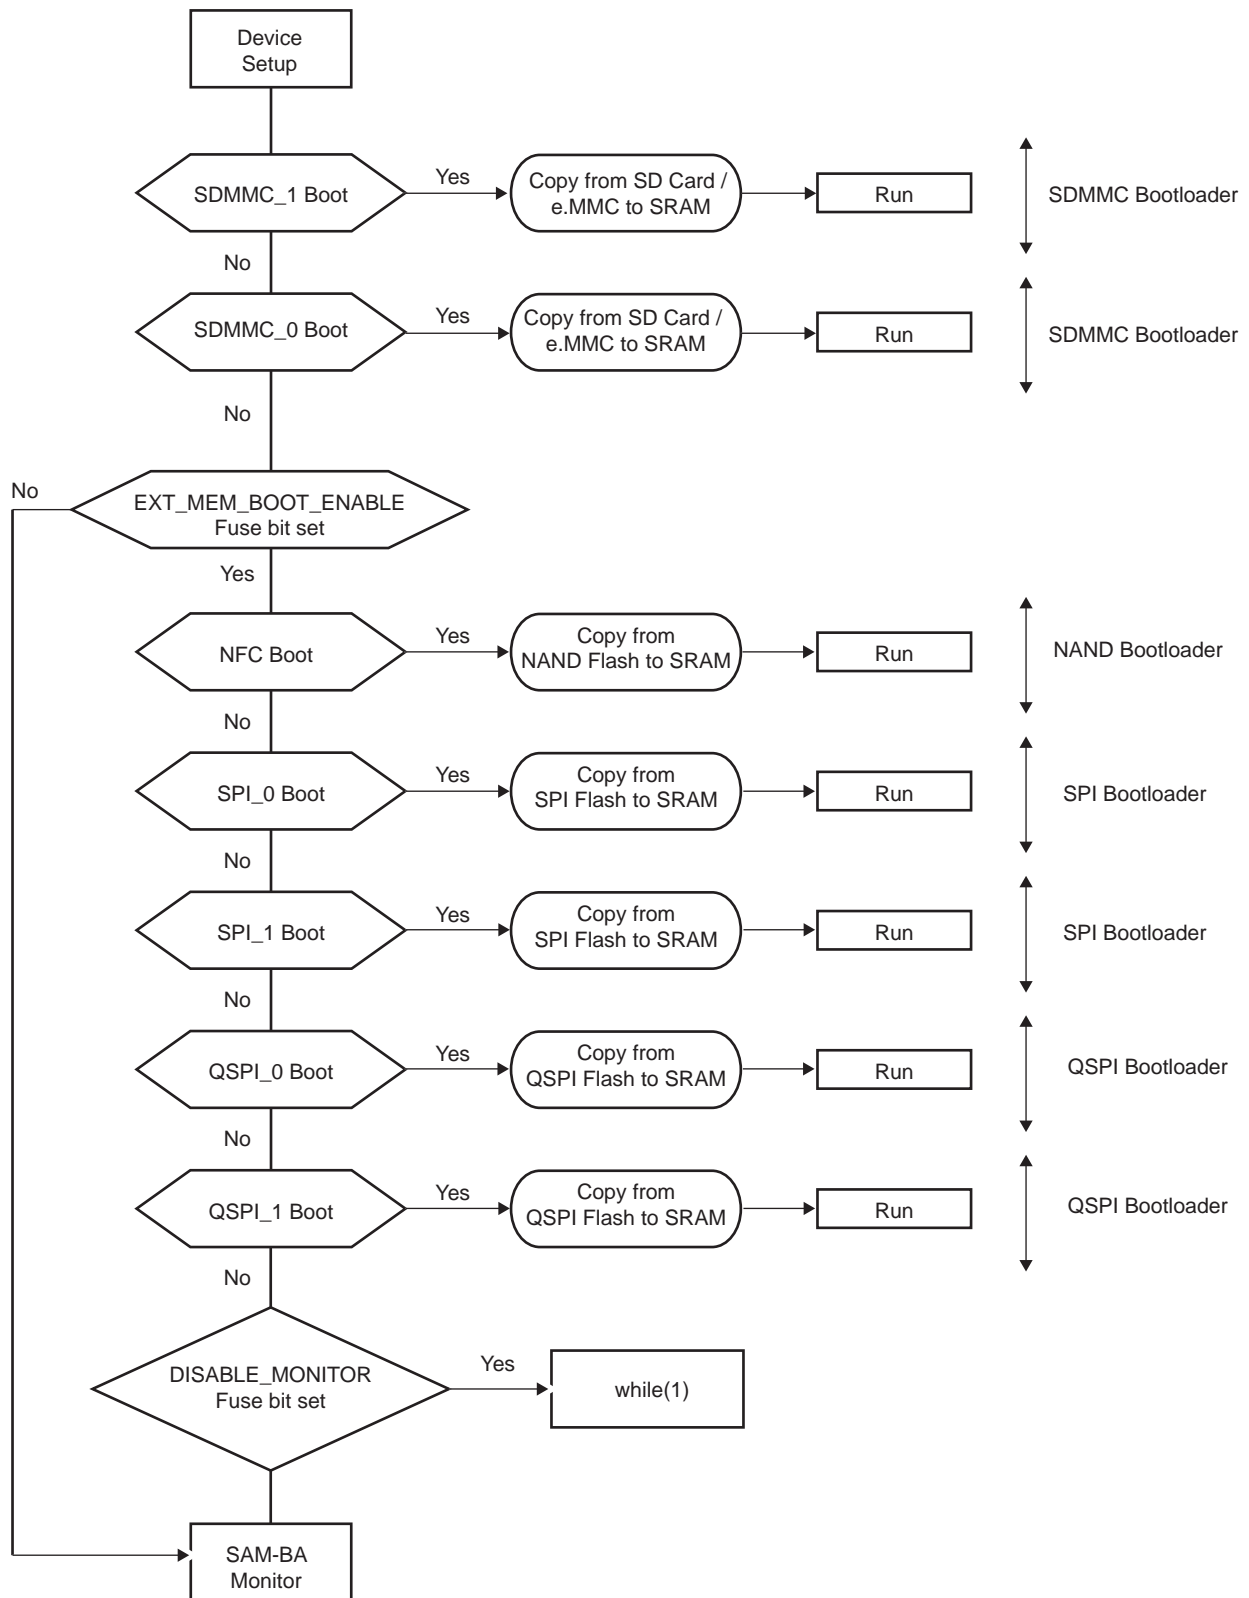 Device
Setup
SDMMC_1 Boot
Yes
Copy from SD Card /
e.MMC to SRAM
Run
SDMMC Bootloader
No
SDMMC_0 Boot
Yes
Copy from SD Card /
e.MMC to SRAM
Run
SDMMC Bootloader
No
No
EXT_MEM_BOOT_ENABLE
Fuse bit set
Yes
NFC Boot
Yes
Copy from
NAND Flash to SRAM
Run
NAND Bootloader
No
SPI_0 Boot
Yes
Copy from
SPI Flash to SRAM
Run
SPI Bootloader
No
SPI_1 Boot
Yes
Copy from
SPI Flash to SRAM
Run
SPI Bootloader
No
QSPI_0 Boot
Yes
Copy from
QSPI Flash to SRAM
Run
QSPI Bootloader
No
QSPI_1 Boot
Yes
Copy from
QSPI Flash to SRAM
Run
QSPI Bootloader
No
DISABLE_MONITOR
Fuse bit set
Yes
while(1)
SAM-BA
Monitor